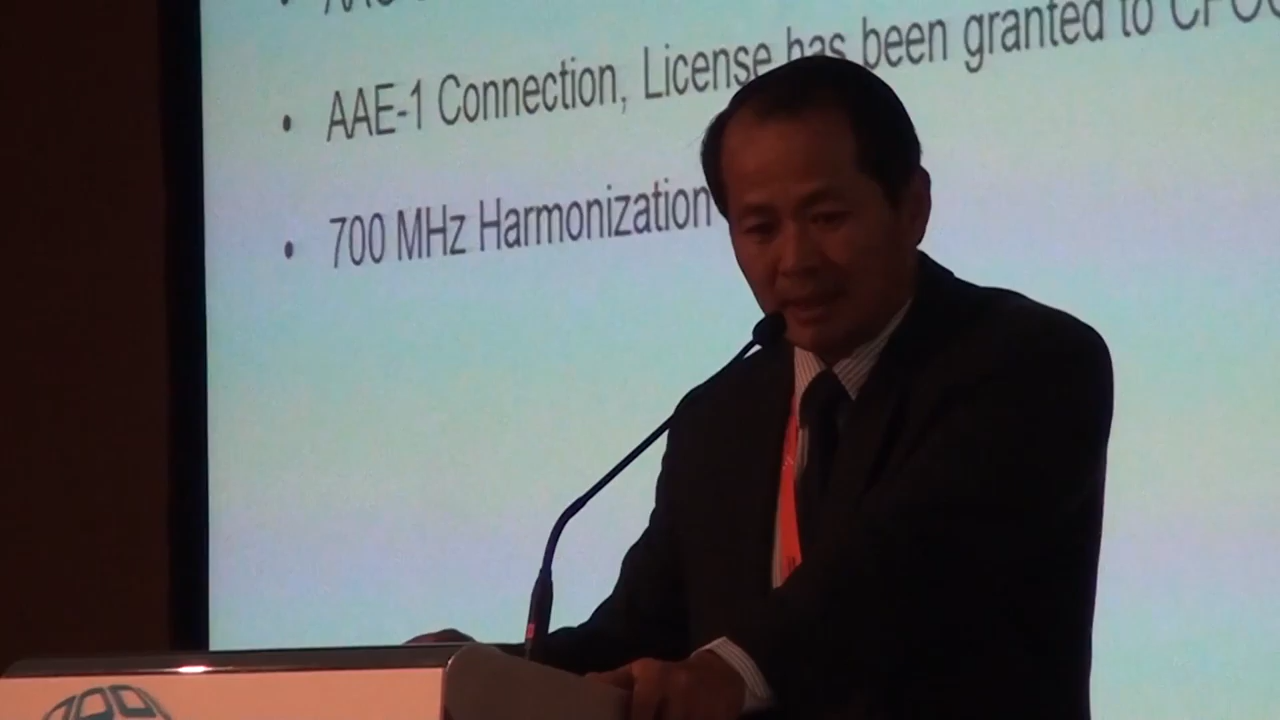 AAE-1 Connection, License has been granted to
700 MHz Harmonization